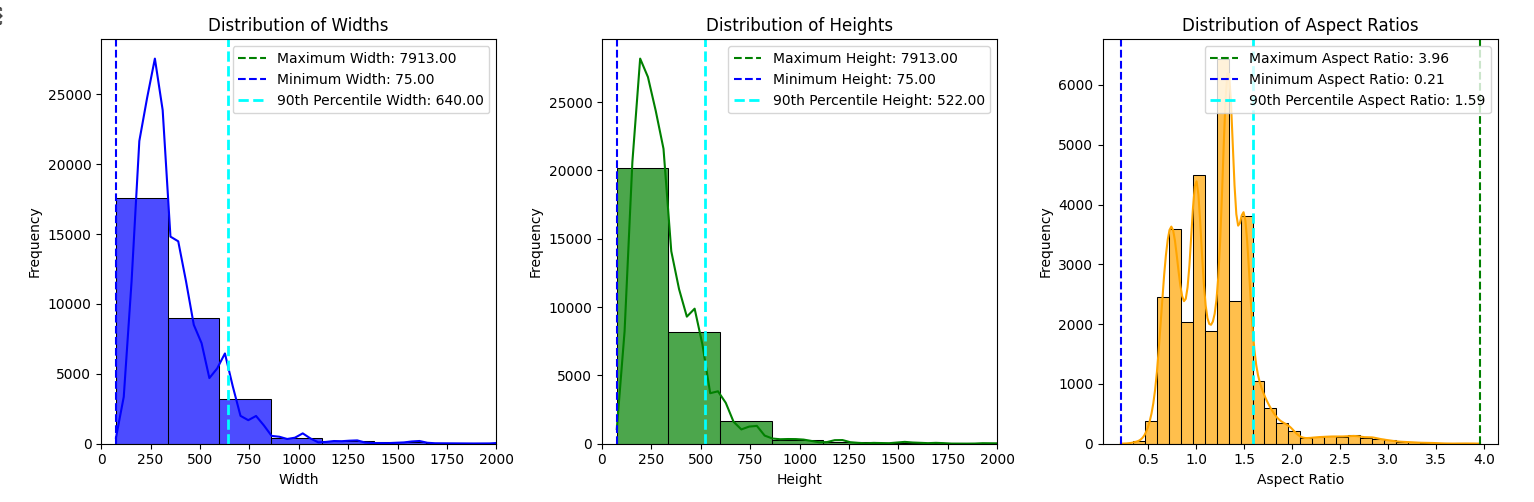 Distribution of Widths
Maximum Width: 7913.00
Minimum Width: 75.00
90th Percentile Width: 640.00
25000
20000
15000
10000
5000
0
Frequency
0 250 500 750 1000 1250 1500 1750 2000
Width
Distribution of Heights
Maximum Height: 7913.00
Minimum Height: 75.00
90th Percentile Height: 522.00
25000
20000
15000
10000
5000
0
Frequency
0 250 500 750 1000 1250 1500 1750 2000
Height
Distribution of Aspect Ratios
Maximum Aspect Ratio: 3.96
Minimum Aspect Ratio: 0.21
90th Percentile Aspect Ratio: 1.59
6000
5000
4000
3000
2000
1000
0
Frequency
0.5 1.0 1.5 2.0 2.5 3.0 3.5 4.0
Aspect Ratio